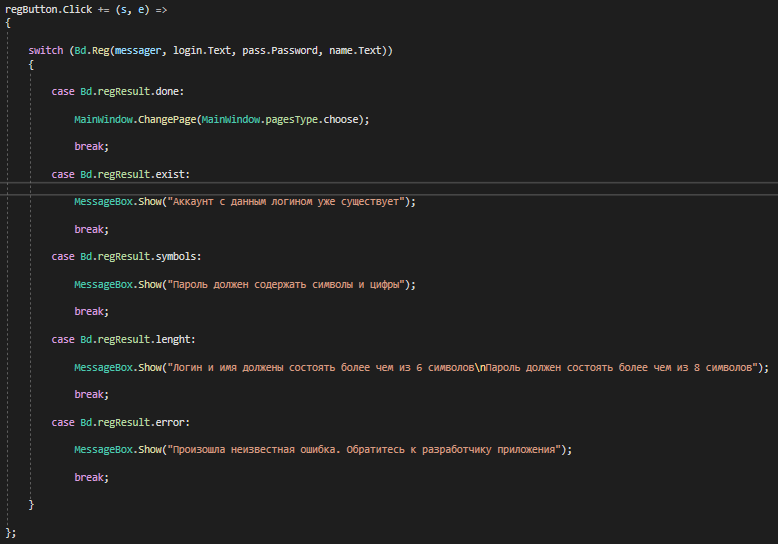 regButton.Click += (s, e) =>
{
switch (Bd.Reg(messager, login.Text, pass.Password, name.Text))
{
case Bd.regResult.done:
MainWindow.ChangePage(MainWindow.pagesType.choose);
break;
case Bd.regResult.exist:
MessageBox.Show("Аккаунт с данным логином уже существует");
break;
case Bd.regResult.symbols:
MessageBox.Show("Пароль должен содержать символы и цифры");
break;
case Bd.regResult.lenght:
MessageBox.Show("Логин и имя должены состоять более чем из 6 символов\nПароль должен состоять более чем из 8 символов");
break;
case Bd.regResult.error:
MessageBox.Show("Произошла неизвестная ошибка. Обратитесь к разработчику приложения");
break;
}
};